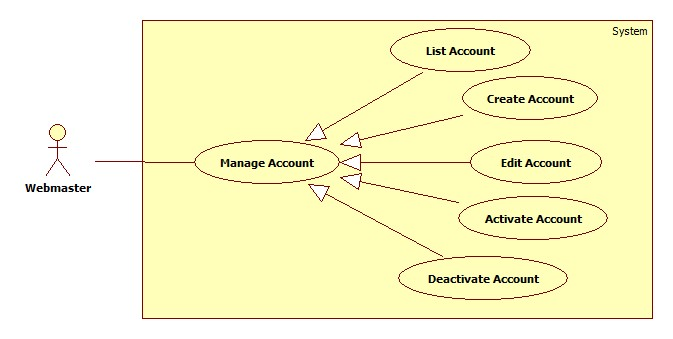 System
List Account
Create Account
Manage Account
Edit Account
Webmaster
Activate Account
Deactivate Account